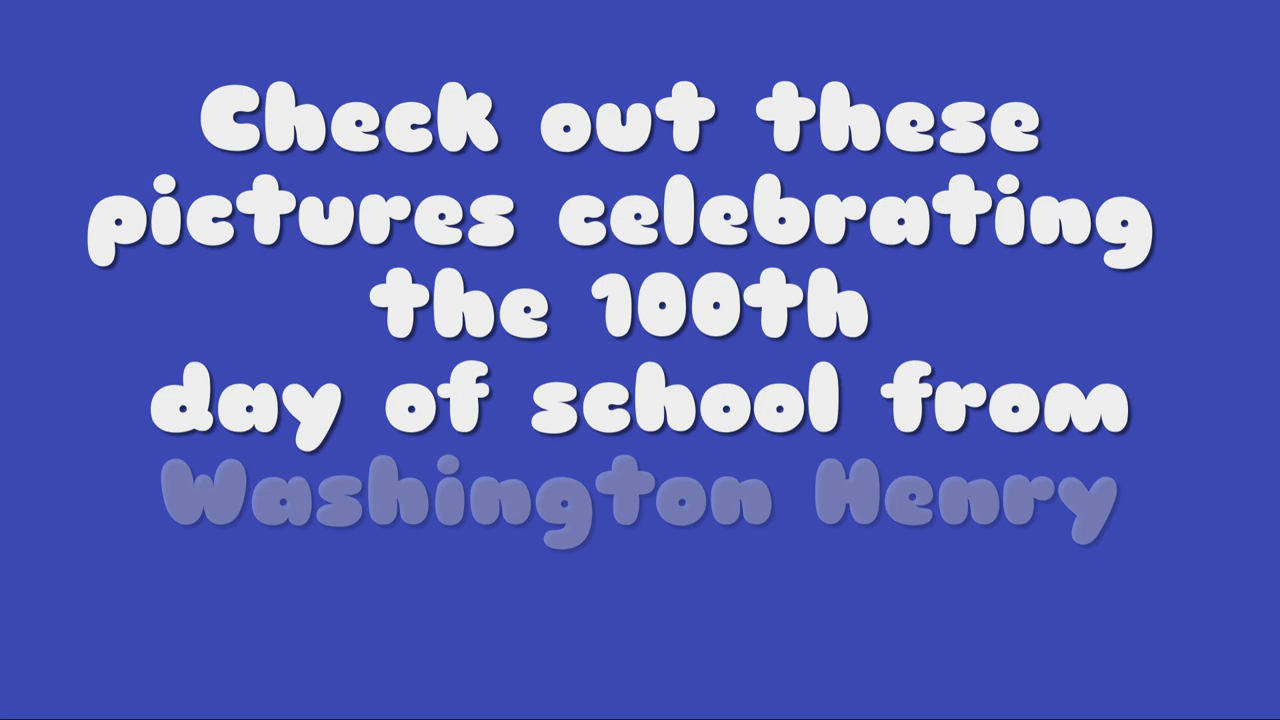 Check out these
pictures celebrating
the 100th
day of school from
Washington Henry